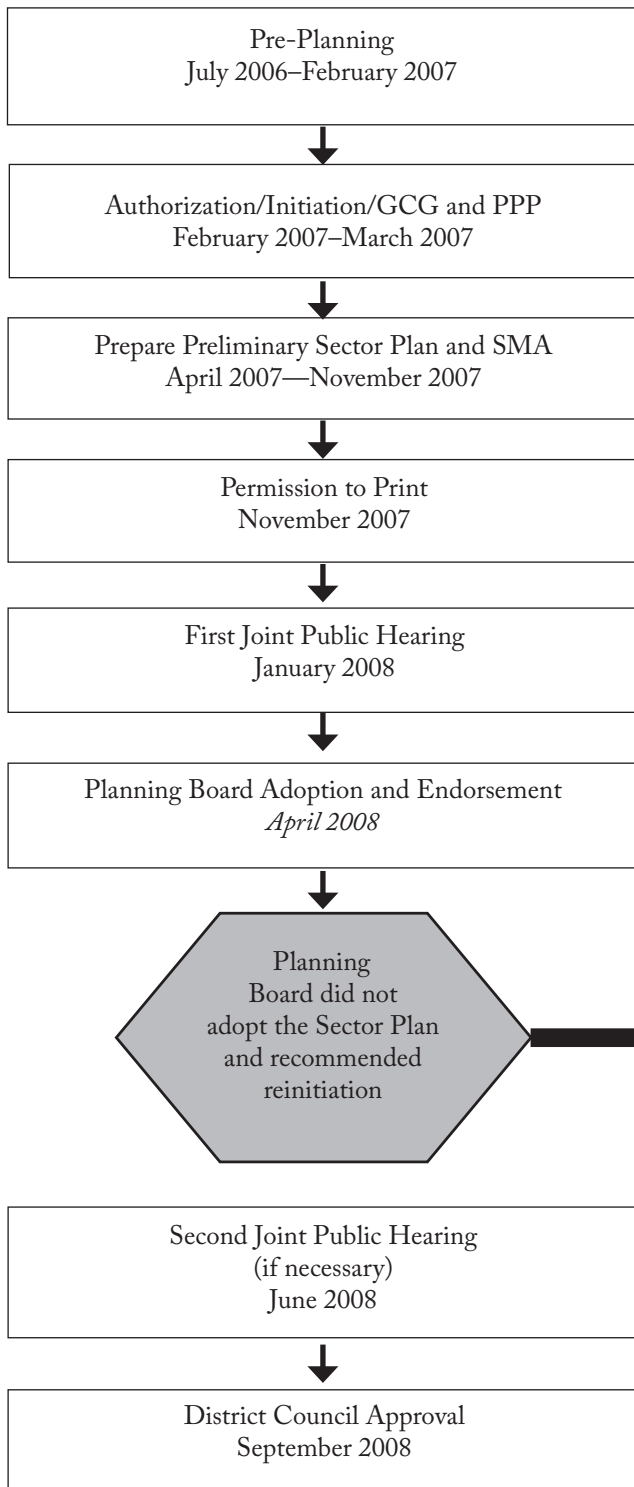 Pre-Planning
July 2006–February 2007
Authorization/Initiation/GCG and PPP
February 2007–March 2007
Prepare Preliminary Sector Plan and SMA
April 2007—November 2007
Permission to Print
November 2007
First Joint Public Hearing
January 2008
Planning Board Adoption and Endorsement
April 2008
Planning
Board did not
adopt the Sector Plan
and recommended
reinitiation
Second Joint Public Hearing
(if necessary)
June 2008
District Council Approval
September 2008